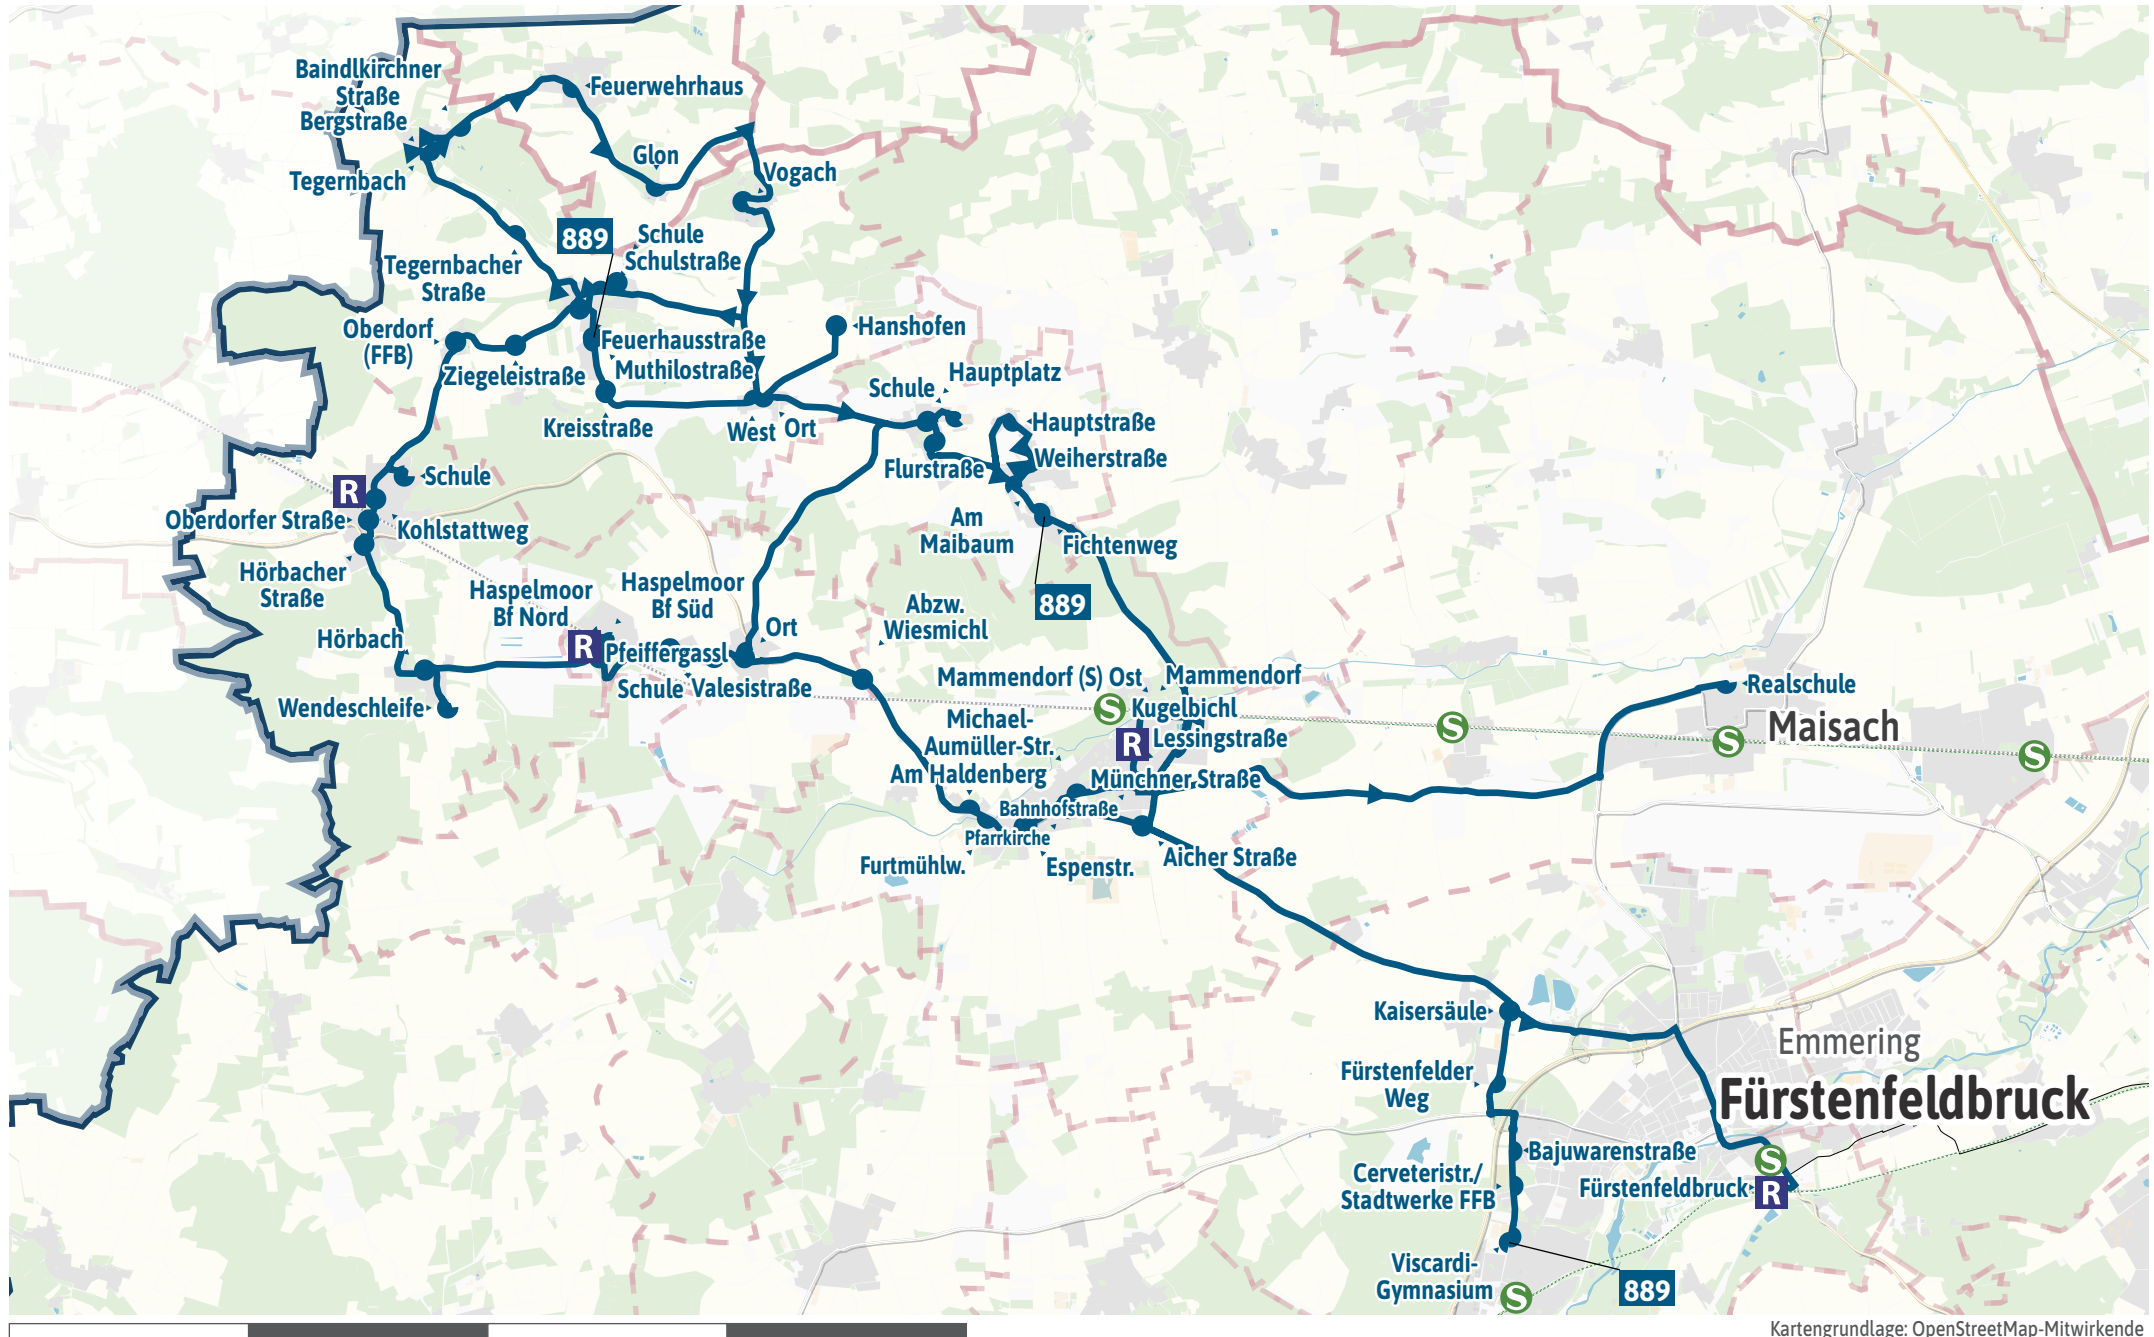 Baindlkirchner
Straße
Bergstraße
Feuerwehrhaus
Glon
Vogach
Tegernbach
889
Schule
Schulstraße
Tegernbacher
Straße
Oberdorf
(FFB)
Ziegeleistraße
Feuerhausstraße
Muthilostraße
Hanshofen
Kreisstraße
West
Ort
Schule
Hauptplatz
Hauptstraße
Flurstraße
Weiherstraße
R
Schule
Oberdorfer Straße
Kohlstattweg
Am
Maibaum
Fichtenweg
Hörbacher
Straße
889
Haspelmoor
Bf Nord
Haspelmoor
Bf Süd
Abzw.
Wiesmichl
Hörbach
R
Pfeiffergassl
Ort
Schule
Valesistraße
Wendeschleife
Mammendorf (S) Ost
Mammendorf
S
Kugelbichl
R
Lessingstraße
Michael-
Aumüller-Str.
Am Haldenberg
Münchner Straße
Bahnhofstraße
Pfarrkirche
Furtmühlw.
Espenstr.
Aicher Straße
S
Realschule
Maisach
S
S
Kaisersäule
Emmering
Fürstenfelder
Weg
Fürstenfeldbruck
Bajuwarenstraße
S
Cerveteristr./
Stadtwerke FFB
Fürstenfeldbruck
R
Viscardi-
Gymnasium
S
889
Kartengrundlage: OpenStreetMap-Mitwirkende